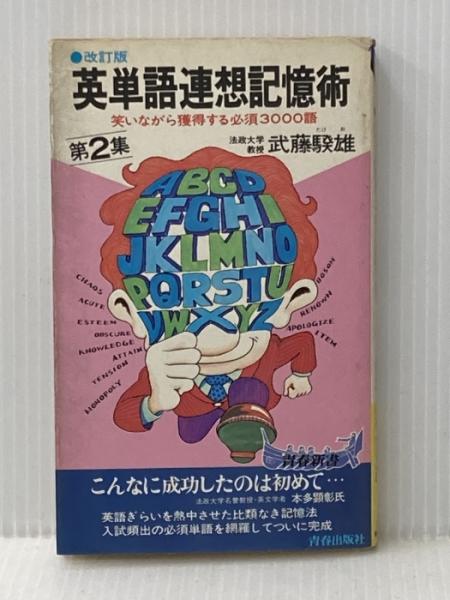 ●改訂版
英単語連想記憶術
笑いながら獲得する必須3000語
第2集
法政大学
教授
武藤騤雄
たけ お
ABCD
EFGHI
JKLMNO
PQRSTU
VWXYZ
CHAOS
ACUTE
ESTEEM
OBSCURE
KNOWLEDGE
ATTAIN
TENSION
MONOPOLY
RENOWN
APOLOGIZE
ITEM
青春新書
こんなに成功したのは初めて…
法政大学名誉教授・英文学者 本多顕彰氏
英語ぎらいを熱中させた比類なき記憶法
入試頻出の必須単語を網羅してついに完成
青春出版社